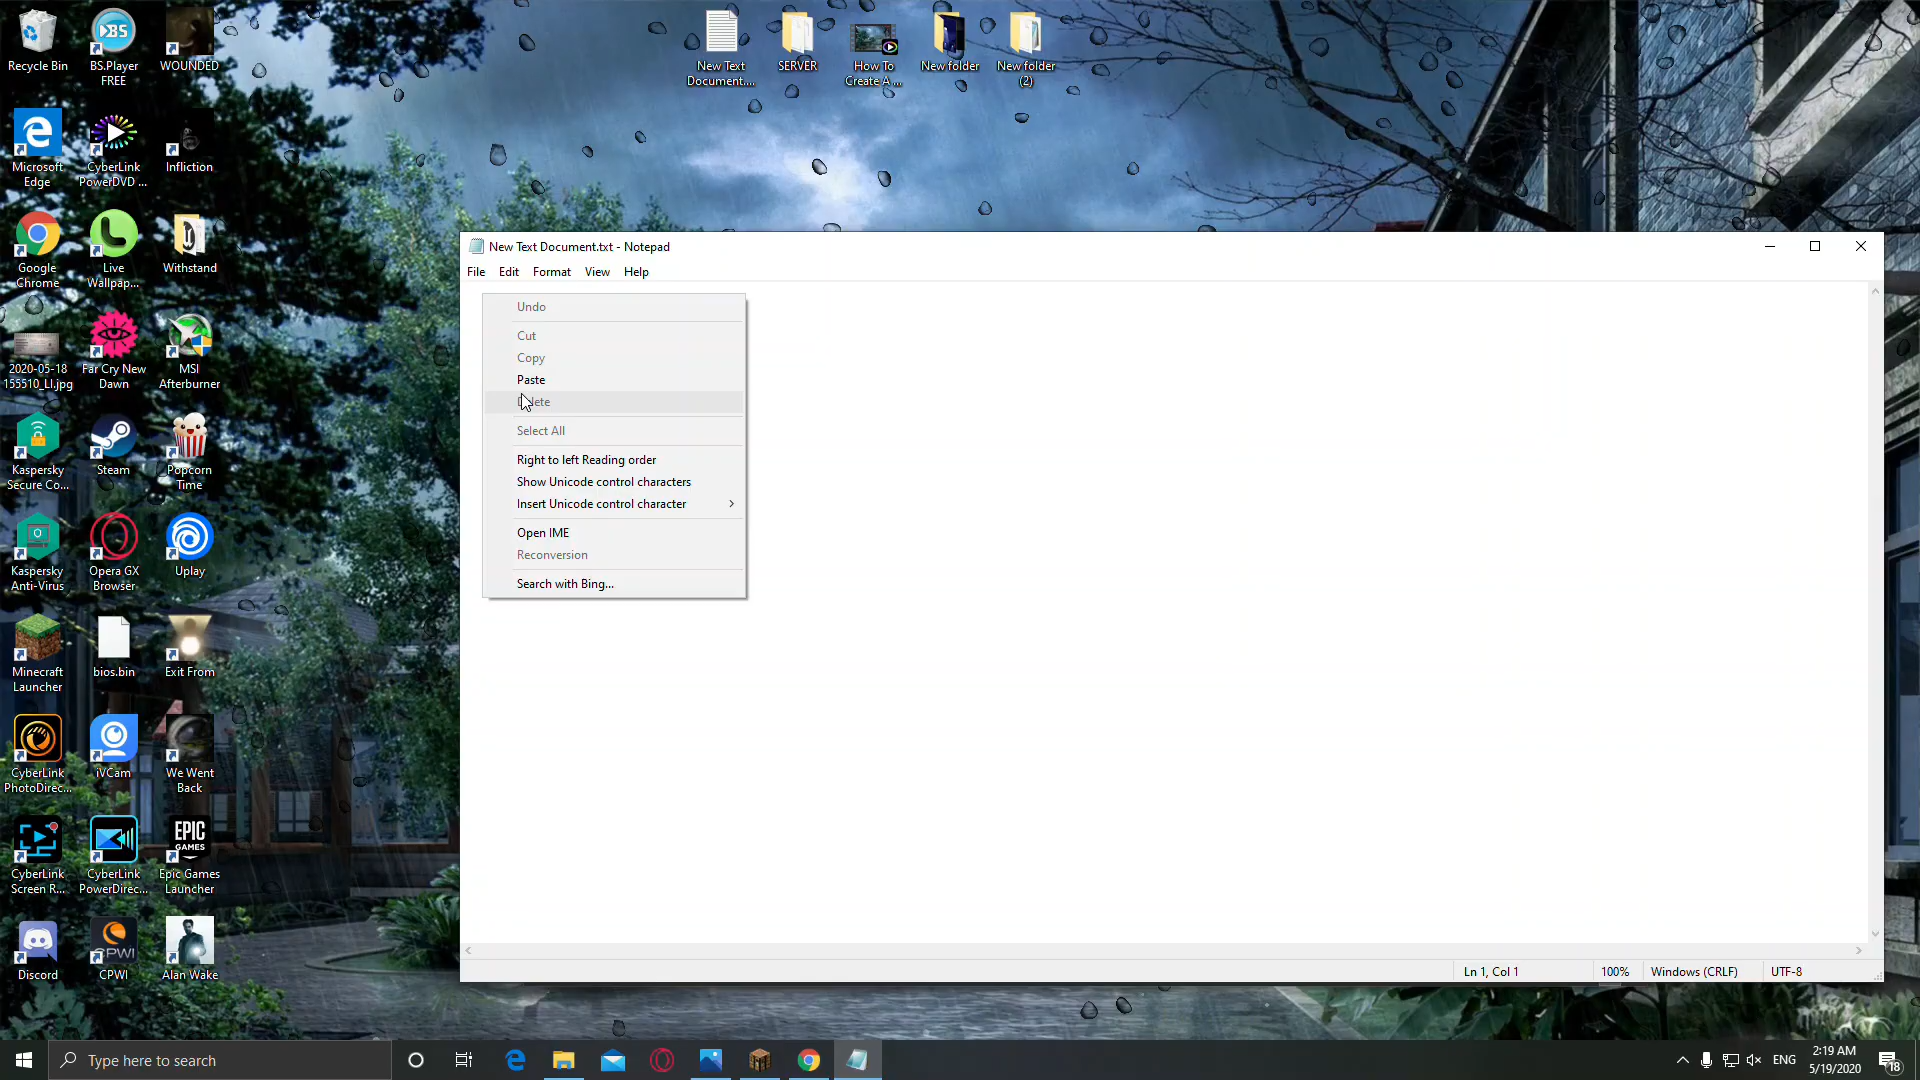 Recycle Bin
BS.Player
FREE
WOUNDED
New Text
Document....
SERVER
How To
Create A ...
New folder
New folder
(2)
Microsoft
Edge
CyberLink
PowerDVD ...
Infliction
Google
Chrome
Live
Wallpap...
Withstand
2020-05-18
155510_LI.jpg
Far Cry New
Dawn
MSI
Afterburner
Kaspersky
Secure Co...
Steam
Popcorn
Time
Kaspersky
Anti-Virus
Opera GX
Browser
Uplay
Minecraft
Launcher
bios.bin
Exit From
CyberLink
PhotoDirec...
iVCam
We Went
Back
CyberLink
Screen R...
CyberLink
PowerDirec...
EPIC
GAMES
Epic Games
Launcher
Discord
CPWI
CPWI
Alan Wake
New Text Document.txt - Notepad
File Edit Format View Help
Undo
Cut
Copy
Paste
Delete
Select All
Right to left Reading order
Show Unicode control characters
Insert Unicode control character
Open IME
Reconversion
Search with Bing...
Ln 1, Col 1 100% Windows (CRLF) UTF-8
Type here to search
ENG
2:19 AM
5/19/2020
18